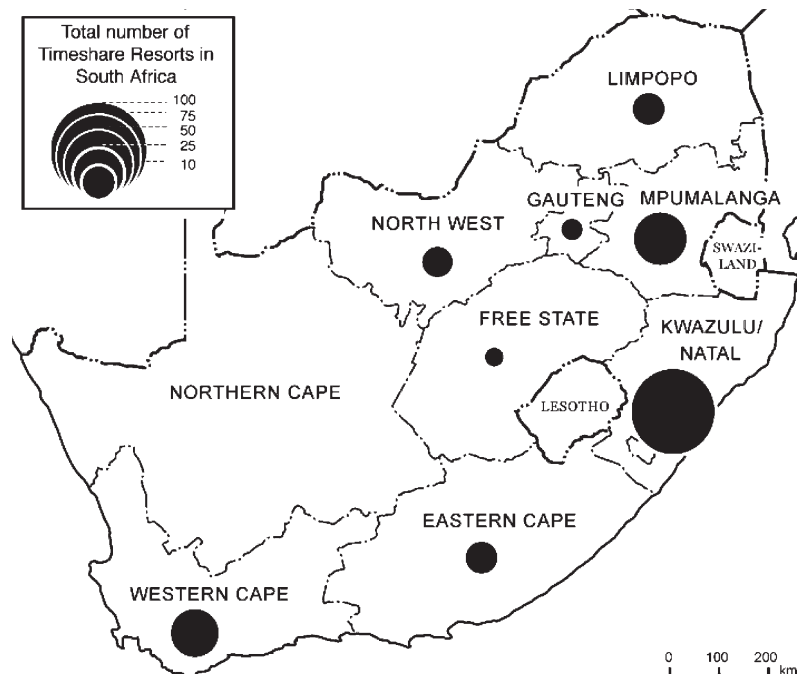 Total number of
Timeshare Resorts in
South Africa
100
75
50
25
10
LIMPOPO
GAUTENG
MPUMALANGA
NORTH WEST
SWAZI-
LAND
FREE STATE
KWAZULU/
NATAL
NORTHERN CAPE
LESOTHO
EASTERN CAPE
WESTERN CAPE
0 100 200
km